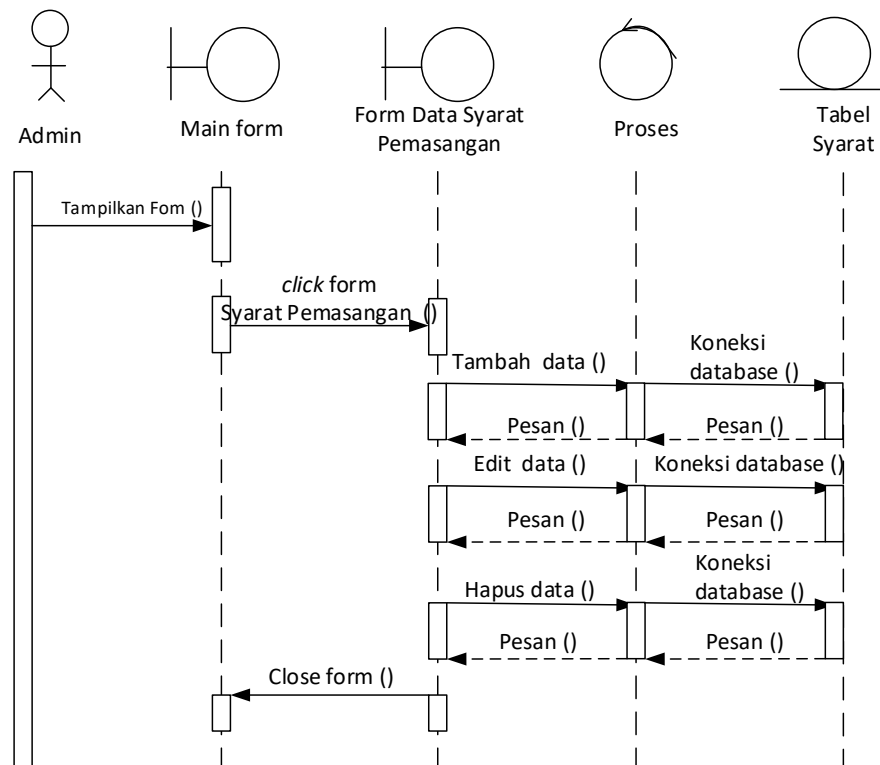 Admin
Main form
Form Data Syarat
Pemasangan
Proses
Tabel
Syarat
Tampilkan Fom ()
click form
Syarat Pemasangan ()
Tambah data ()
Koneksi
database ()
Pesan ()
Pesan ()
Edit data ()
Koneksi database ()
Pesan ()
Pesan ()
Hapus data ()
Koneksi
database ()
Pesan ()
Pesan ()
Close form ()